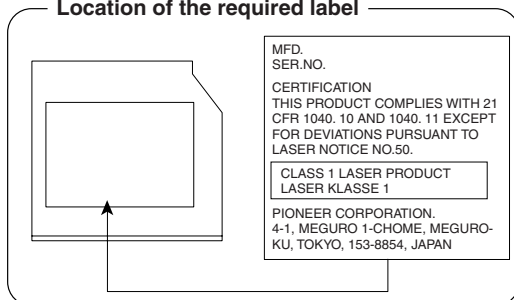 Location of the required label
MFD.
SER.NO.
CERTIFICATION
THIS PRODUCT COMPLIES WITH 21
CFR 1040. 10 AND 1040. 11 EXCEPT
FOR DEVIATIONS PURSUANT TO
LASER NOTICE NO.50.
CLASS 1 LASER PRODUCT
LASER KLASSE 1
PIONEER CORPORATION.
4-1, MEGURO 1-CHOME, MEGURO-
KU, TOKYO, 153-8854, JAPAN